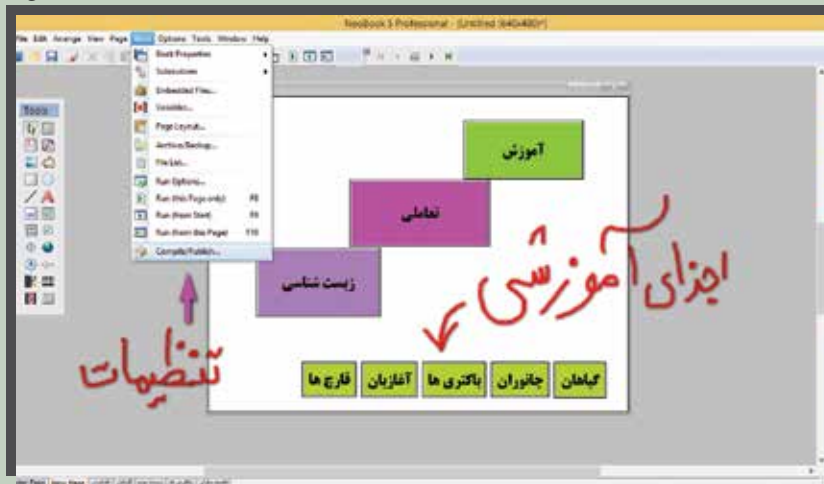 NeoBook 5 Professional - [Untitled (640x480)*]
File Edit Arrange View Page Book Options Tools Window Help
Book Properties
Subroutines
Embedded Files...
Variables...
Page Layout...
Archive/Backup...
File List...
Run Options...
Run (this Page only) F8
Run (from Start) F9
Run (from this Page) F10
Compile/Publish...
Tools
آموزش
تعاملی
زیست شناسی
اجزای آموزشی
تنظیمات
گیاهان جانوران باکتری ها آغازیان قارچ ها